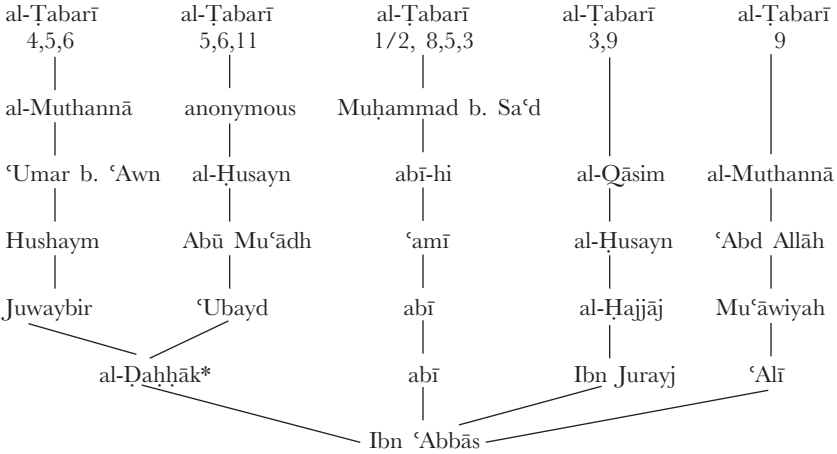 al-Ṭabarī al-Ṭabarī al-Ṭabarī al-Ṭabarī al-Ṭabarī
4,5,6 5,6,11 1/2, 8,5,3 3,9 9
al-Muthannā anonymous Muḥammad b. Saʿd
ʿUmar b. ʿAwn al-Ḥusayn abī-hi al-Qāsim al-Muthannā
Hushaym Abū Muʿādh ʿamī al-Ḥusayn ʿAbd Allāh
Juwaybir ʿUbayd abī al-Ḥajjāj Muʿāwiyah
al-Ḍaḥḥāk* abī Ibn Jurayj ʿAlī
Ibn ʿAbbās